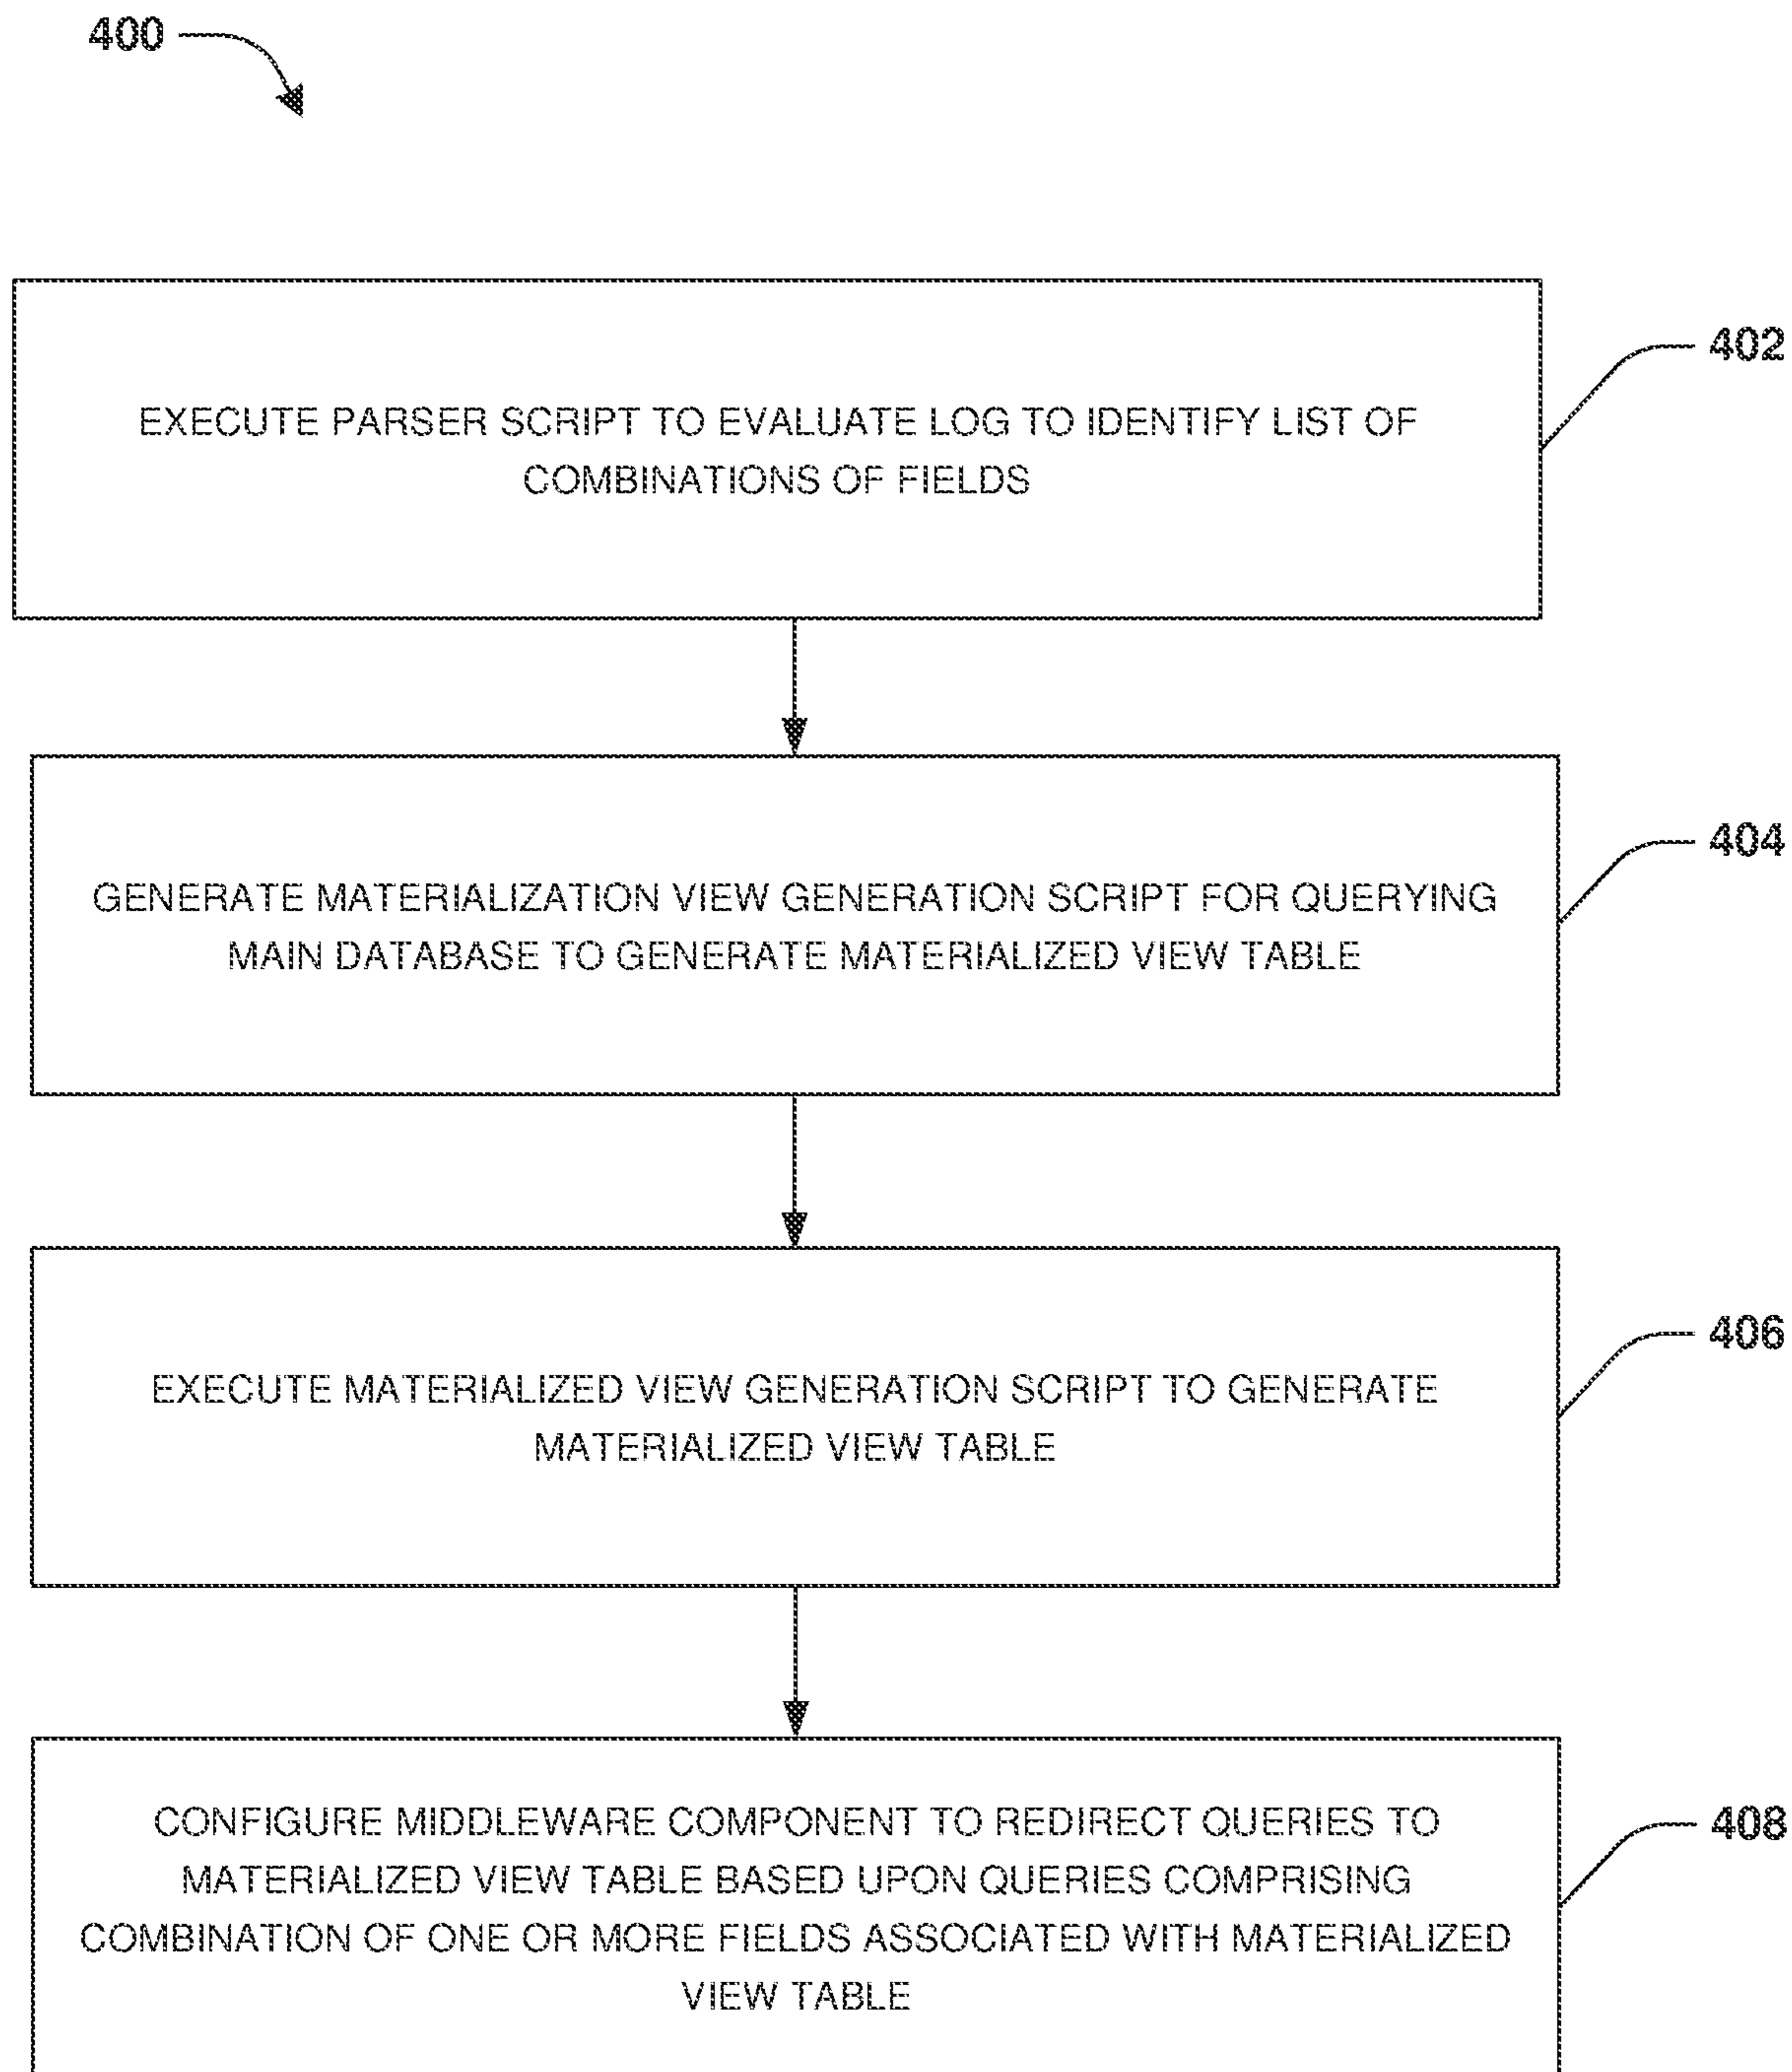 400
EXECUTE PARSER SCRIPT TO EVALUATE LOG TO IDENTIFY LIST OF
COMBINATIONS OF FIELDS
402
GENERATE MATERIALIZATION VIEW GENERATION SCRIPT FOR QUERYING
MAIN DATABASE TO GENERATE MATERIALIZED VIEW TABLE
404
EXECUTE MATERIALIZED VIEW GENERATION SCRIPT TO GENERATE
MATERIALIZED VIEW TABLE
406
CONFIGURE MIDDLEWARE COMPONENT TO REDIRECT QUERIES TO
MATERIALIZED VIEW TABLE BASED UPON QUERIES COMPRISING
COMBINATION OF ONE OR MORE FIELDS ASSOCIATED WITH MATERIALIZED
VIEW TABLE
408